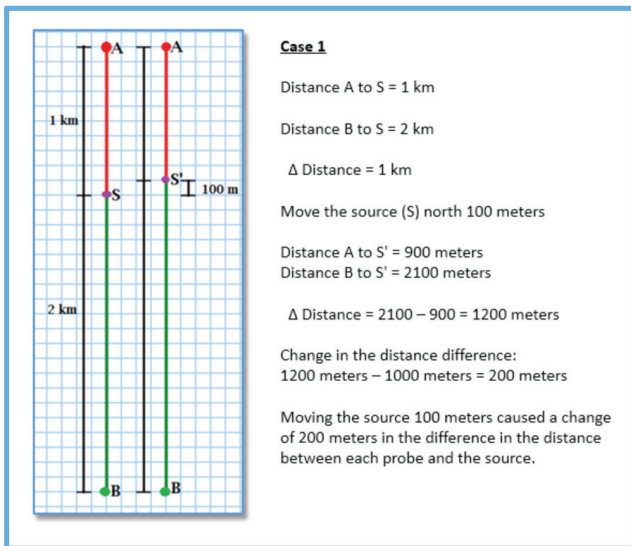 A
A
1 km
S
S'
100 m
2 km
B
B
Case 1
Distance A to S = 1 km
Distance B to S = 2 km
Δ Distance = 1 km
Move the source (S) north 100 meters
Distance A to S' = 900 meters
Distance B to S' = 2100 meters
Δ Distance = 2100 – 900 = 1200 meters
Change in the distance difference:
1200 meters – 1000 meters = 200 meters
Moving the source 100 meters caused a change
of 200 meters in the difference in the distance
between each probe and the source.